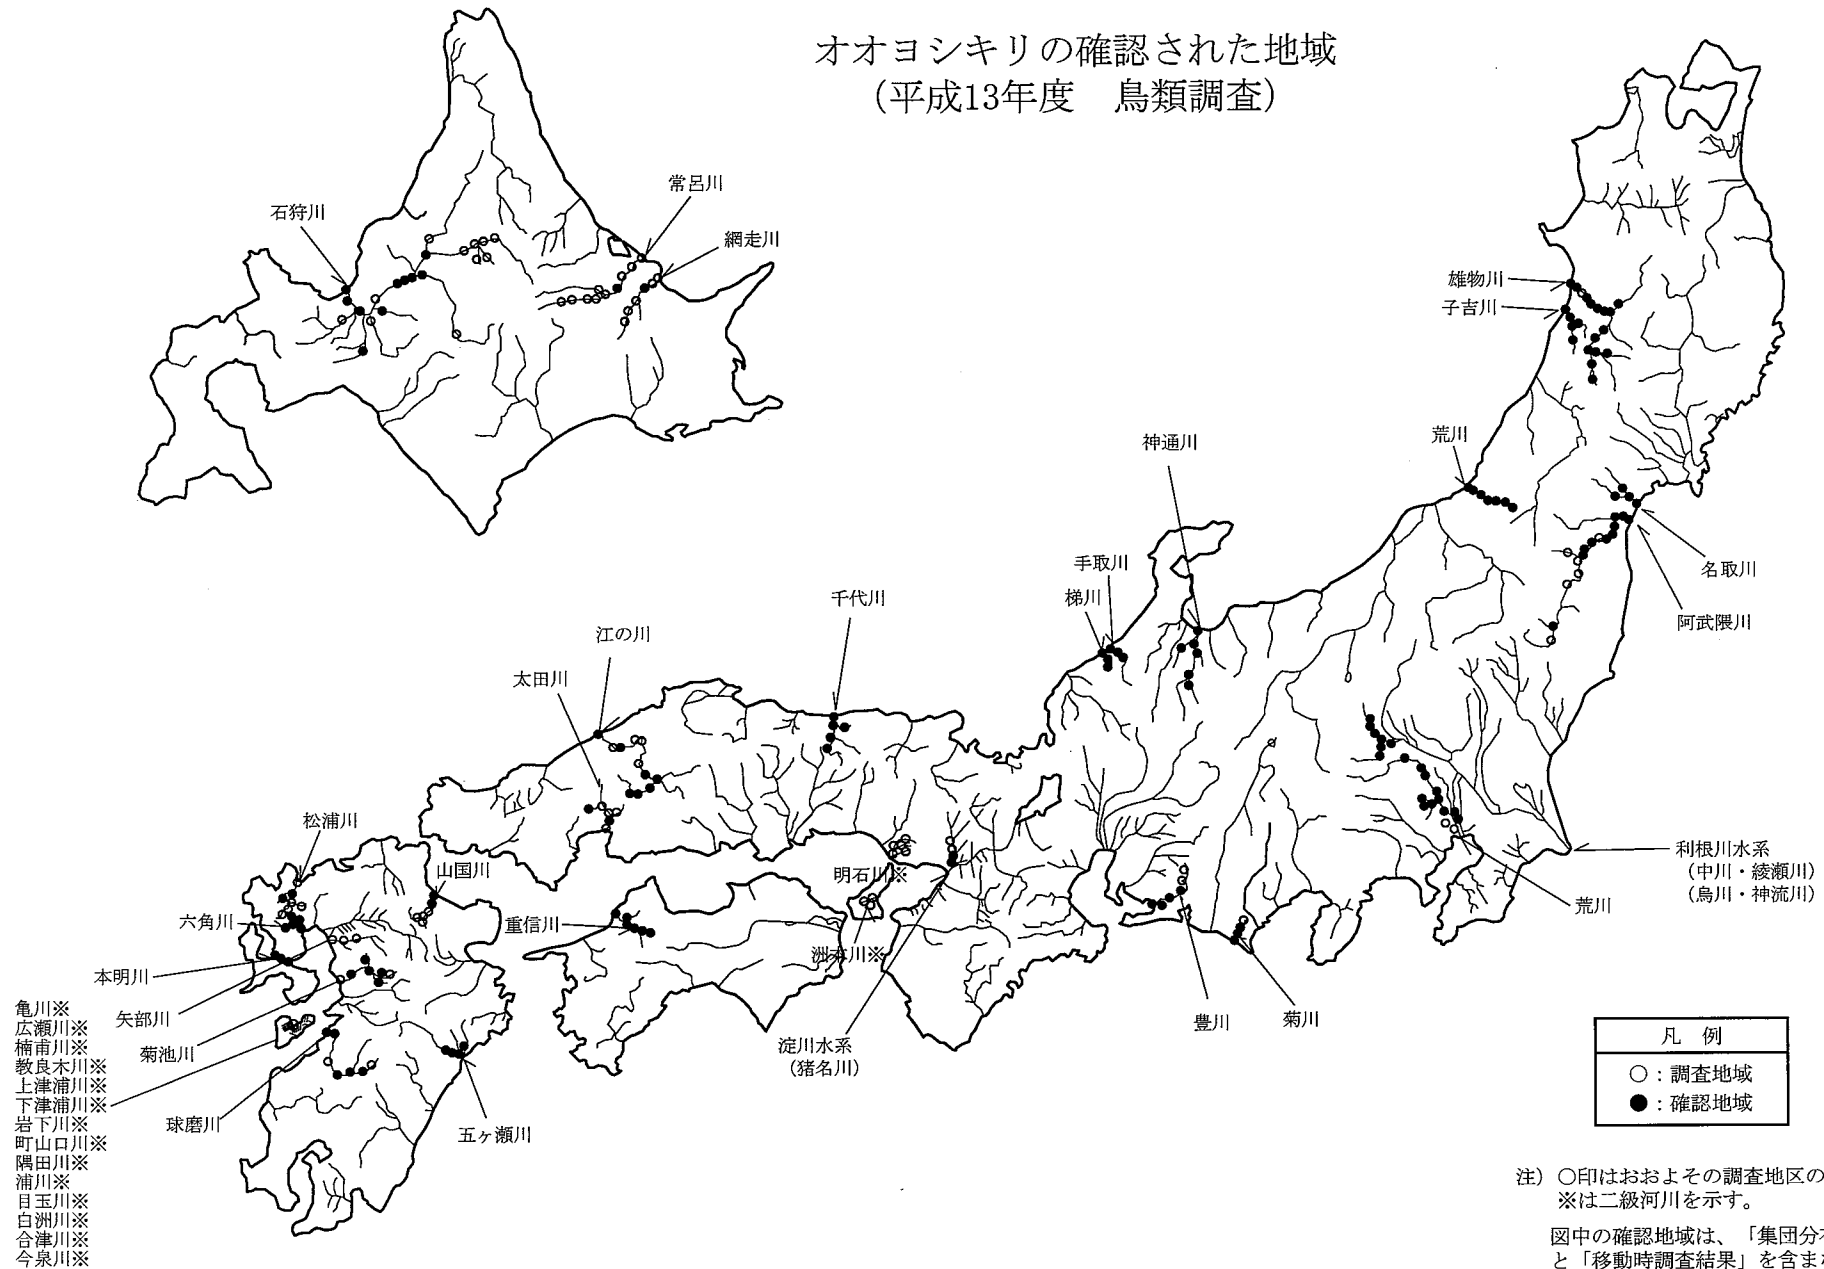 オオヨシキリの確認された地域
（平成13年度　鳥類調査）
常呂川
石狩川
網走川
雄物川
子吉川
荒川
神通川
手取川
梯川
名取川
阿武隈川
千代川
江の川
太田川
松浦川
山国川
明石川※
六角川
重信川
洲本川※
本明川
矢部川
菊池川
球磨川
五ヶ瀬川
淀川水系
（猪名川）
豊川
菊川
荒川
利根川水系
（中川・綾瀬川）
（烏川・神流川）
亀川※
広瀬川※
楠甫川※
教良木川※
上津浦川※
下津浦川※
岩下川※
町山口川※
隅田川※
浦川※
目玉川※
白洲川※
合津川※
今泉川※
凡　例
○：調査地域
●：確認地域
注）○印はおおよその調査地区の
※は二級河川を示す。
図中の確認地域は、「集団分布
と「移動時調査結果」を含まな